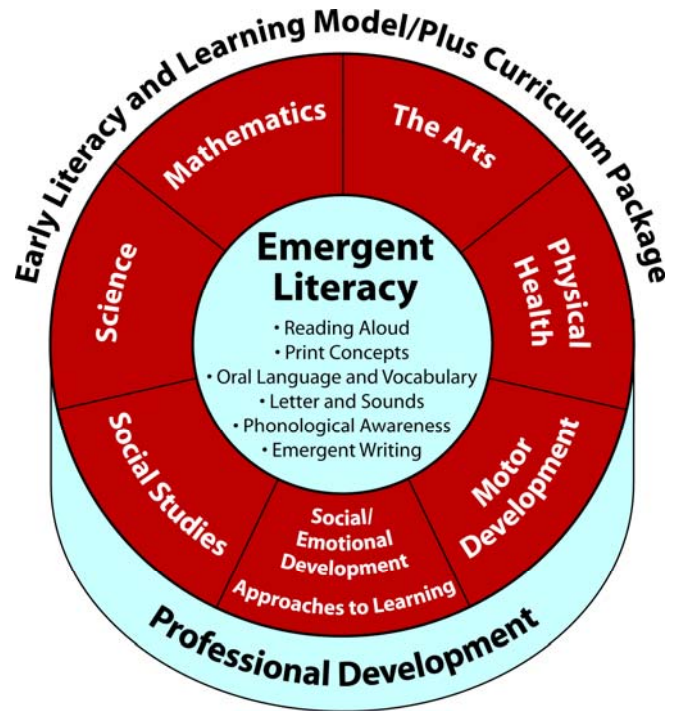 Early Literacy and Learning Model/Plus Curriculum Package
Mathematics
The Arts
Science
Physical
Health
Emergent
Literacy
• Reading Aloud
• Print Concepts
• Oral Language and Vocabulary
• Letter and Sounds
• Phonological Awareness
• Emergent Writing
Social Studies
Motor
Development
Social/
Emotional
Development
Approaches to Learning
Professional Development